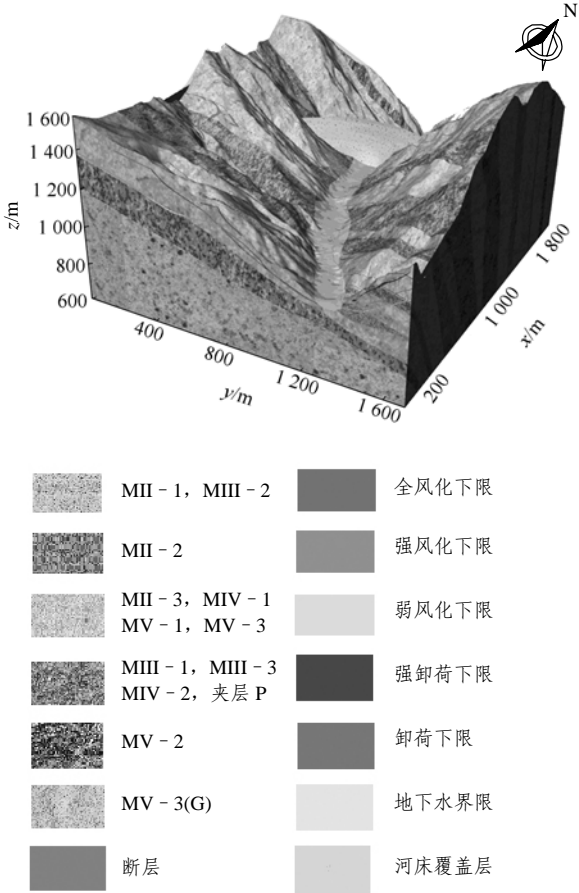 N
1 600
1 400
1 200
1 000
800
600
z/m
400
800
1 200
1 600
y/m
200
1 000
1 800
x/m
MII - 1，MIII - 2
全风化下限
MII - 2
强风化下限
MII - 3，MIV - 1
MV - 1，MV - 3
弱风化下限
MIII - 1，MIII - 3
MIV - 2，夹层 P
强卸荷下限
MV - 2
卸荷下限
MV - 3(G)
地下水界限
断层
河床覆盖层